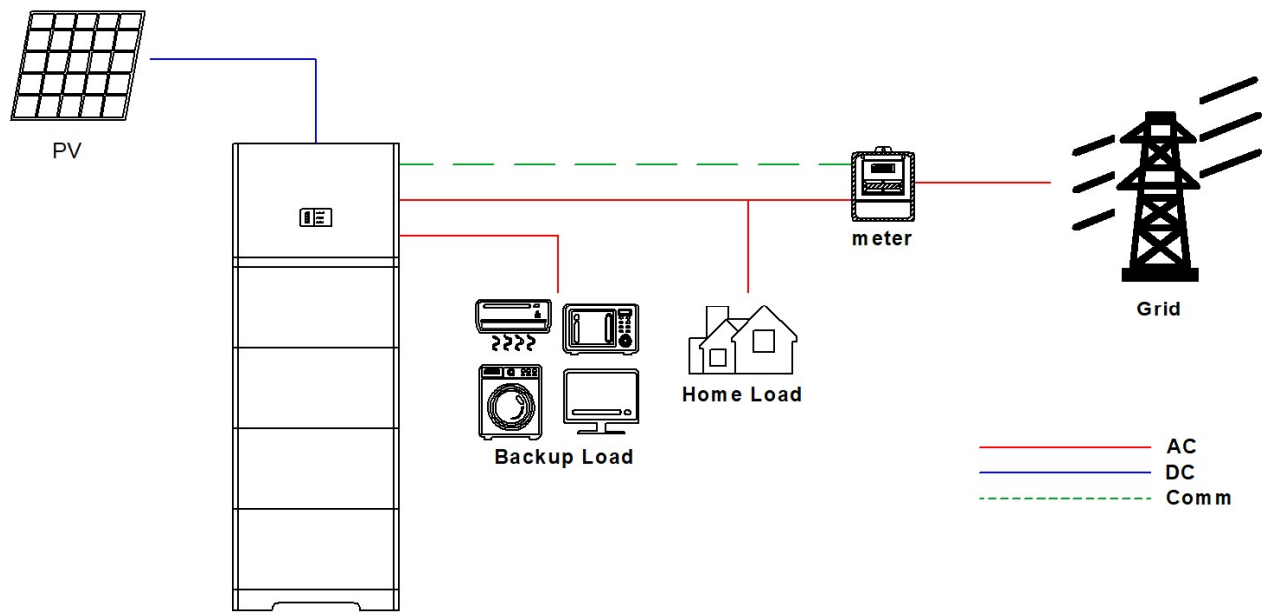 PV
meter
Grid
Home Load
Backup Load
AC
DC
Comm